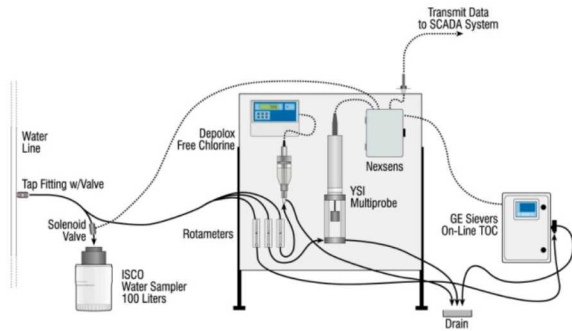 Transmit Data
to SCADA System
Water
Line
Depolox
Free Chlorine
Nexsens
Tap Fitting w/Valve
YSI
Multiprobe
Solenoid
Valve
Rotameters
GE Sievers
On-Line TOC
ISCO
Water Sampler
100 Liters
Drain